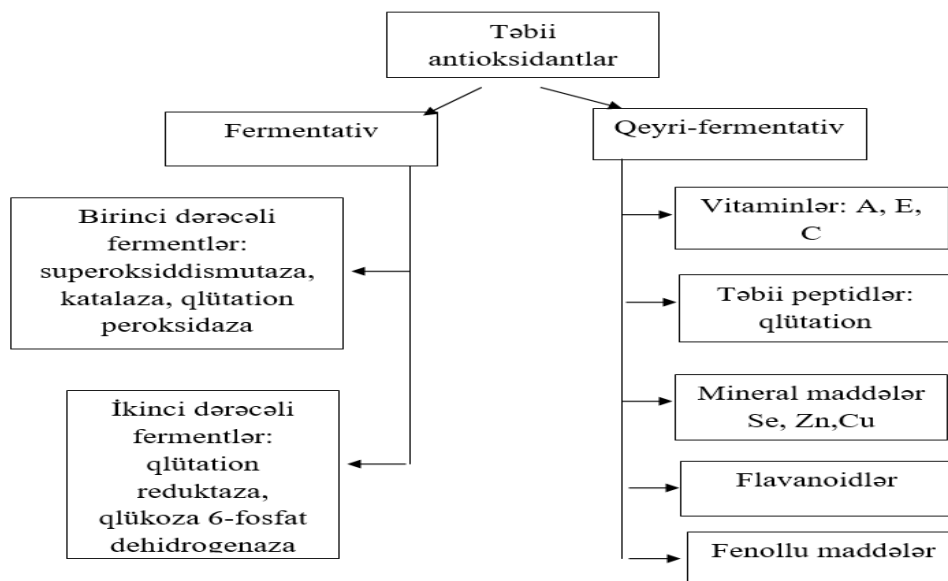 Təbii
antioksidantlar
Fermentativ
Qeyri-fermentativ
Birinci dərəcəli
fermentlər:
superoksiddismutaza,
katalaza, qlütation
peroksidaza
İkinci dərəcəli
fermentlər:
qlütation
reduktaza,
qlükoza 6-fosfat
dehidrogenaza
Vitaminlər: A, E,
C
Təbii peptidlər:
qlütation
Mineral maddələr
Se, Zn,Cu
Flavanoidlər
Fenollu maddələr